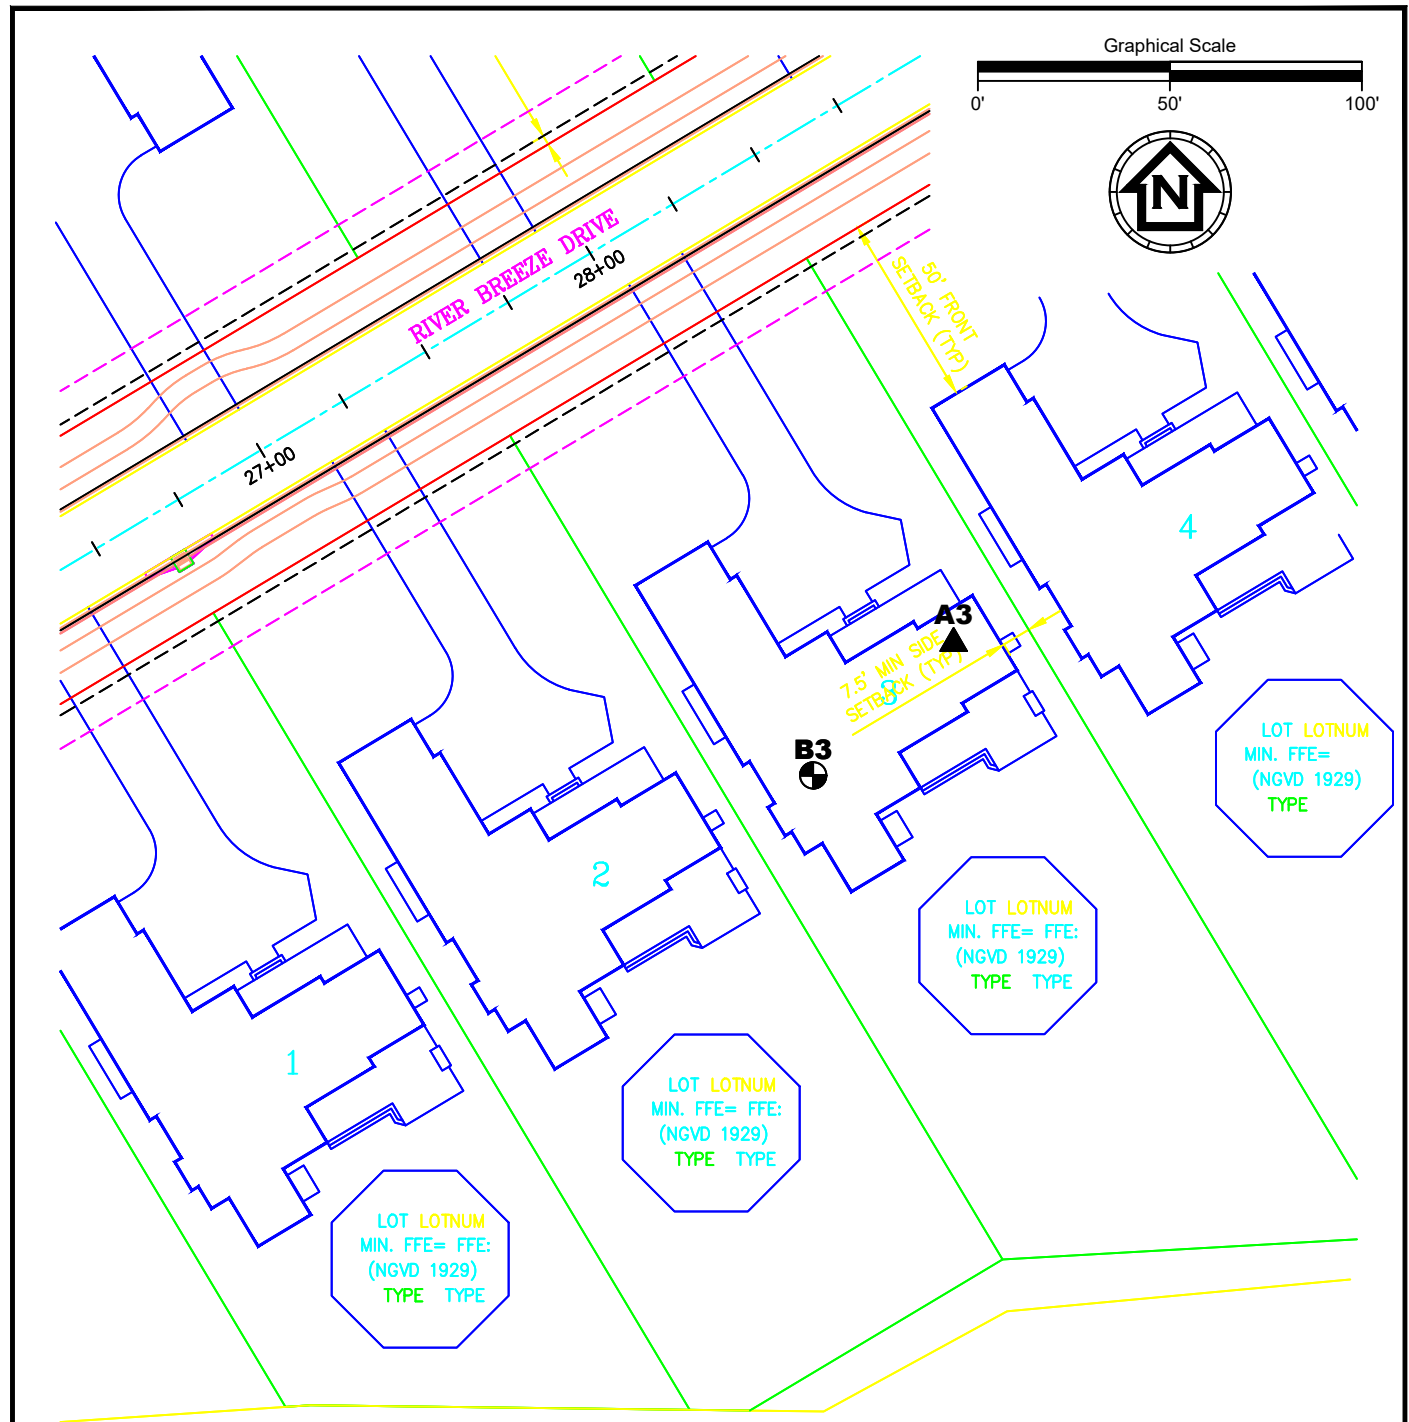 Graphical Scale
0' 50' 100'
N
RIVER BREEZE DRIVE
28+00
27+00
50' FRONT
SETBACK (TYP)
4
A3
7.5' MIN SIDE
SETBACK (TYP)
3
B3
2
1
LOT LOTNUM
MIN. FFE=
(NGVD 1929)
TYPE
LOT LOTNUM
MIN. FFE= FFE:
(NGVD 1929)
TYPE TYPE
LOT LOTNUM
MIN. FFE= FFE:
(NGVD 1929)
TYPE TYPE
LOT LOTNUM
MIN. FFE= FFE:
(NGVD 1929)
TYPE TYPE